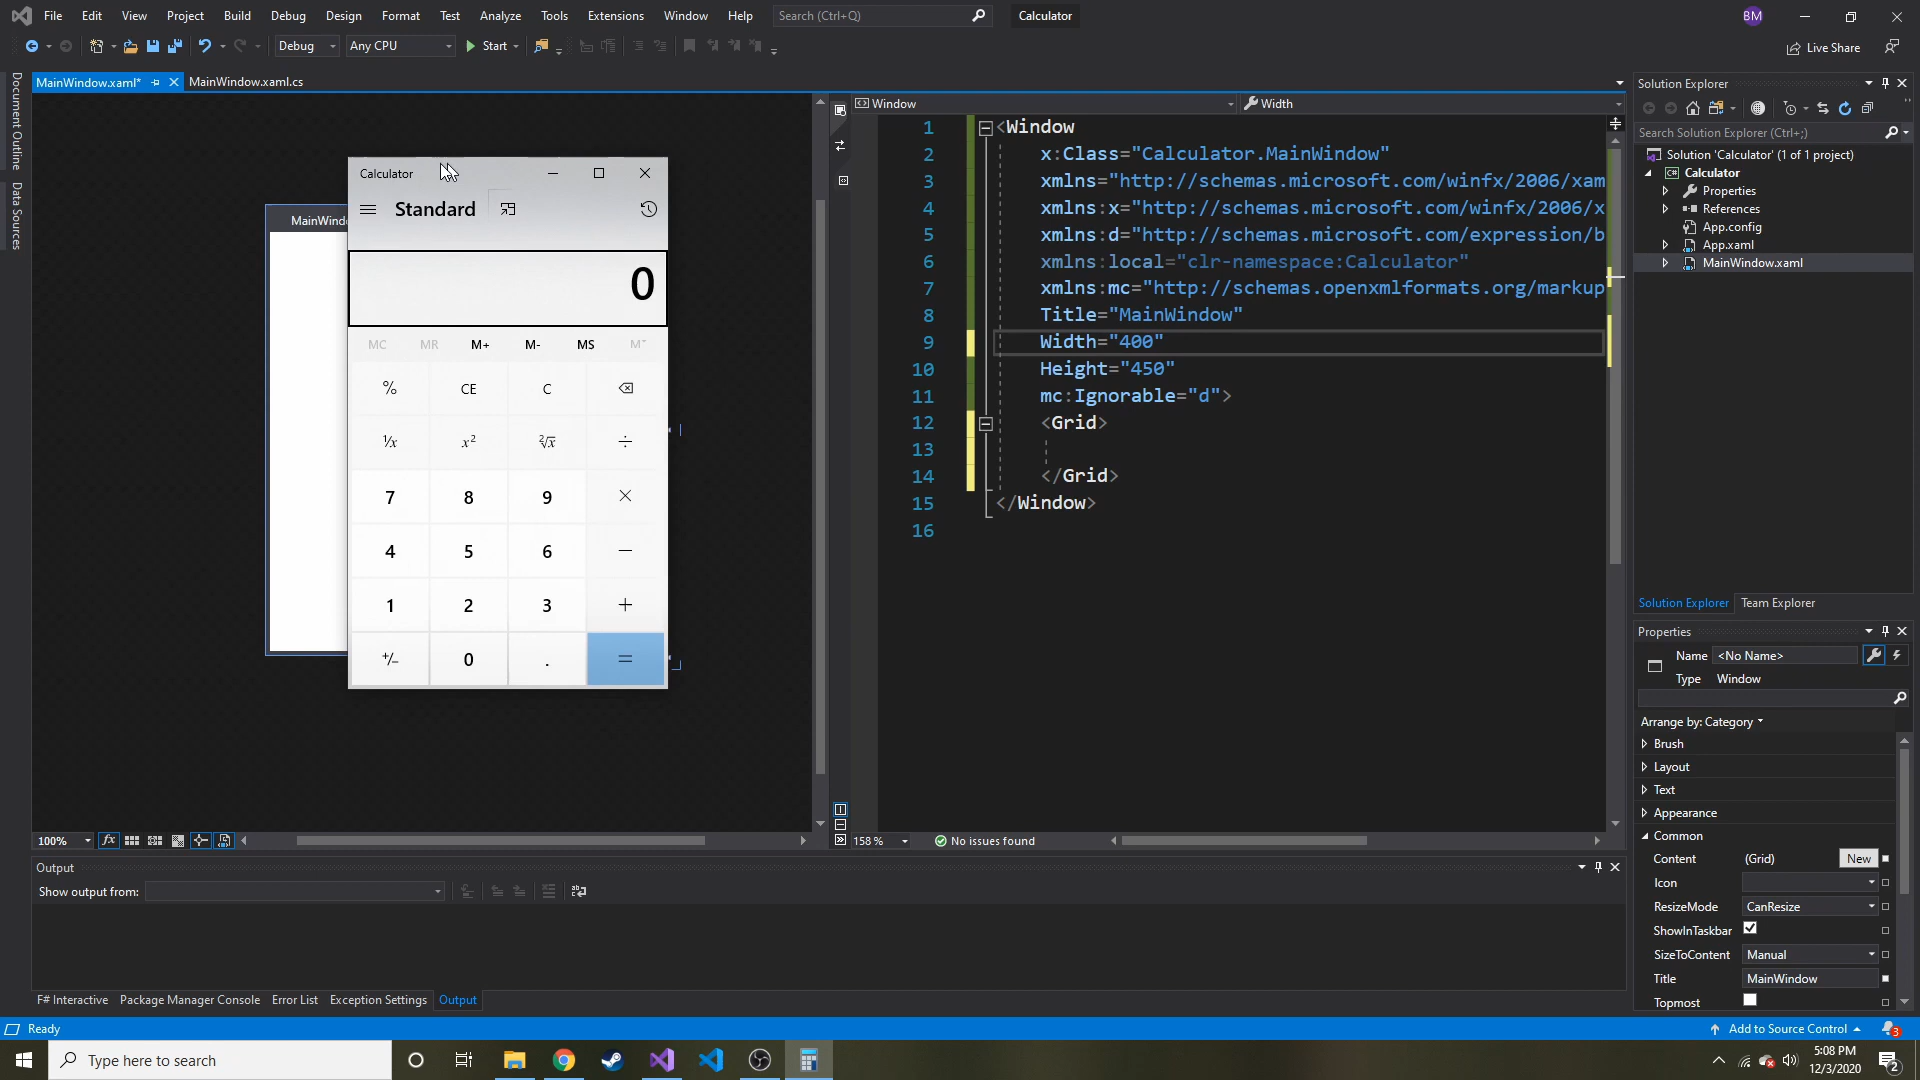 File Edit View Project Build Debug Design Format Test Analyze Tools Extensions Window Help Search (Ctrl+Q) Calculator BM
Debug Any CPU Start Live Share
MainWindow.xaml* MainWindow.xaml.cs
Document Outline
Data Sources
Window Width
1 <Window
2 x:Class="Calculator.MainWindow"
3 xmlns="http://schemas.microsoft.com/winfx/2006/xam
4 xmlns:x="http://schemas.microsoft.com/winfx/2006/x
5 xmlns:d="http://schemas.microsoft.com/expression/b
6 xmlns:local="clr-namespace:Calculator"
7 xmlns:mc="http://schemas.openxmlformats.org/markup
8 Title="MainWindow"
9 Width="400"
10 Height="450"
11 mc:Ignorable="d">
12 <Grid>
13
14 </Grid>
15 </Window>
16
MainWind
Calculator
Standard
0
MC MR M+ M- MS M˅
% CE C
¹/x x² ²√x ÷
7 8 9 ×
4 5 6 −
1 2 3 +
+/− 0 . =
100% fx
158 % No issues found
Solution Explorer
Search Solution Explorer (Ctrl+;)
Solution 'Calculator' (1 of 1 project)
Calculator
Properties
References
App.config
App.xaml
MainWindow.xaml
Solution Explorer Team Explorer
Properties
Name <No Name>
Type Window
Arrange by: Category
Brush
Layout
Text
Appearance
Common
Content (Grid) New
Icon
ResizeMode CanResize
ShowInTaskbar
SizeToContent Manual
Title MainWindow
Topmost
Output
Show output from:
F# Interactive Package Manager Console Error List Exception Settings Output
Ready Add to Source Control 3
Type here to search
5:08 PM
12/3/2020
2